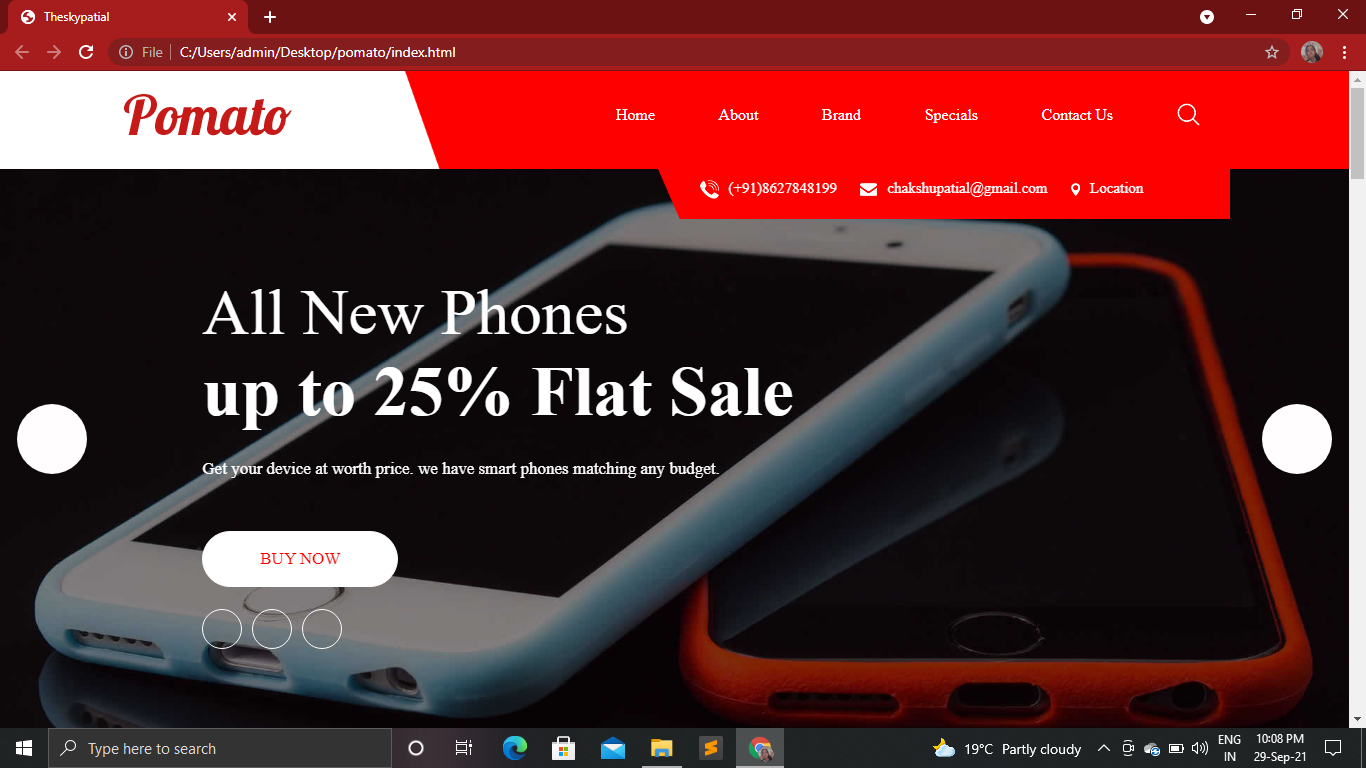 Theskypatial
File C:/Users/admin/Desktop/pomato/index.html
Pomato
Home About Brand Specials Contact Us
(+91)8627848199 chakshupatial@gmail.com Location
All New Phones
up to 25% Flat Sale
Get your device at worth price. we have smart phones matching any budget.
BUY NOW
Type here to search
19°C Partly cloudy
ENG
IN
10:08 PM
29-Sep-21